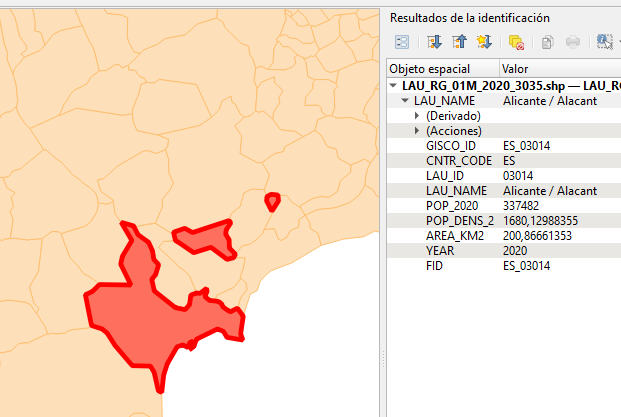 Resultados de la identificación
Objeto espacial Valor
LAU_RG_01M_2020_3035.shp — LAU_RG
LAU_NAME Alicante / Alacant
(Derivado)
(Acciones)
GISCO_ID ES_03014
CNTR_CODE ES
LAU_ID 03014
LAU_NAME Alicante / Alacant
POP_2020 337482
POP_DENS_2 1680,12988355
AREA_KM2 200,86661353
YEAR 2020
FID ES_03014